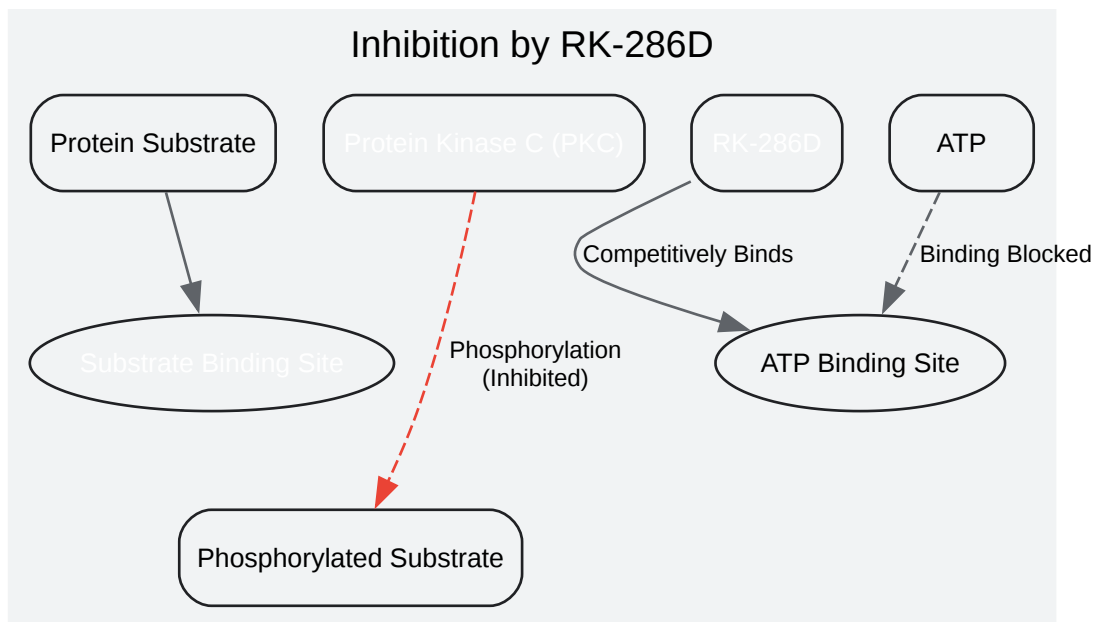 Inhibition by RK-286D
Protein Substrate
Protein Kinase C (PKC)
RK-286D
ATP
Competitively Binds
Binding Blocked
Substrate Binding Site
Phosphorylation
(Inhibited)
ATP Binding Site
Phosphorylated Substrate